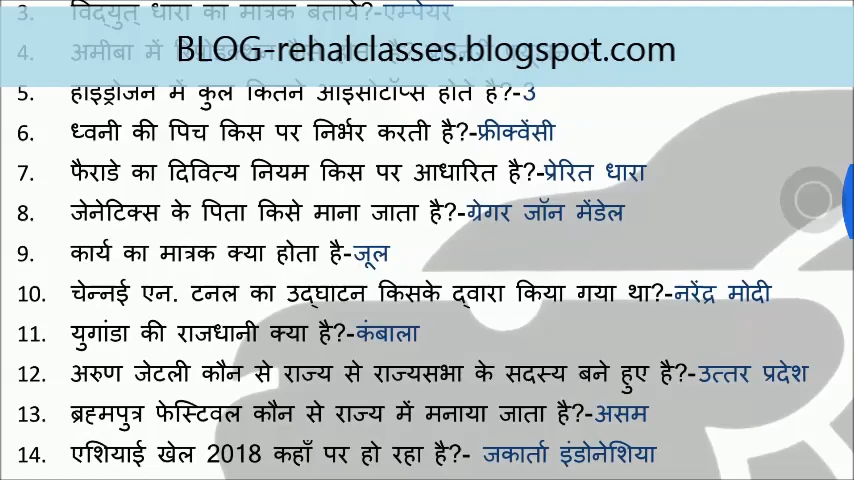 3. विद्युत् धारा का मात्रक बताये?-एम्पेयर
BLOG-rehalclasses.blogspot.com
4. अमीबा में
5. हाइड्रोजन में कुल कितने आइसोटॉप्स होते है?-3
6. ध्वनी की पिच किस पर निर्भर करती है?-फ्रीक्वेंसी
7. फैराडे का दिवित्य नियम किस पर आधारित है?-प्रेरित धारा
8. जेनेटिक्स के पिता किसे माना जाता है?-ग्रेगर जॉन मेंडेल
9. कार्य का मात्रक क्या होता है-जूल
10. चेन्नई एन. टनल का उद्घाटन किसके द्वारा किया गया था?-नरेंद्र मोदी
11. युगांडा की राजधानी क्या है?-कंबाला
12. अरुण जेटली कौन से राज्य से राज्यसभा के सदस्य बने हुए है?-उत्तर प्रदेश
13. ब्रह्मपुत्र फेस्टिवल कौन से राज्य में मनाया जाता है?-असम
14. एशियाई खेल 2018 कहाँ पर हो रहा है?- जकार्ता इंडोनेशिया